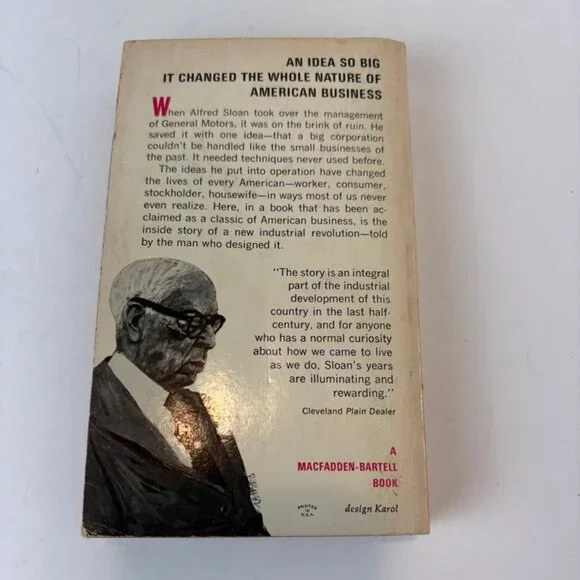 AN IDEA SO BIG
IT CHANGED THE WHOLE NATURE OF
AMERICAN BUSINESS
When Alfred Sloan took over the management
of General Motors, it was on the brink of ruin. He
saved it with one idea—that a big corporation
couldn't be handled like the small businesses of
the past. It needed techniques never used before.
The ideas he put into operation have changed
the lives of every American—worker, consumer,
stockholder, housewife—in ways most of us never
even realize. Here, in a book that has been ac-
claimed as a classic of American business, is the
inside story of a new industrial revolution—told
by the man who designed it.
"The story is an integral
part of the industrial
development of this
country in the last half-
century, and for anyone
who has a normal curiosity
about how we came to live
as we do, Sloan's years
are illuminating and
rewarding."
Cleveland Plain Dealer
A
MACFADDEN-BARTELL
BOOK
PRINTED
IN
U.S.A.
design Karol